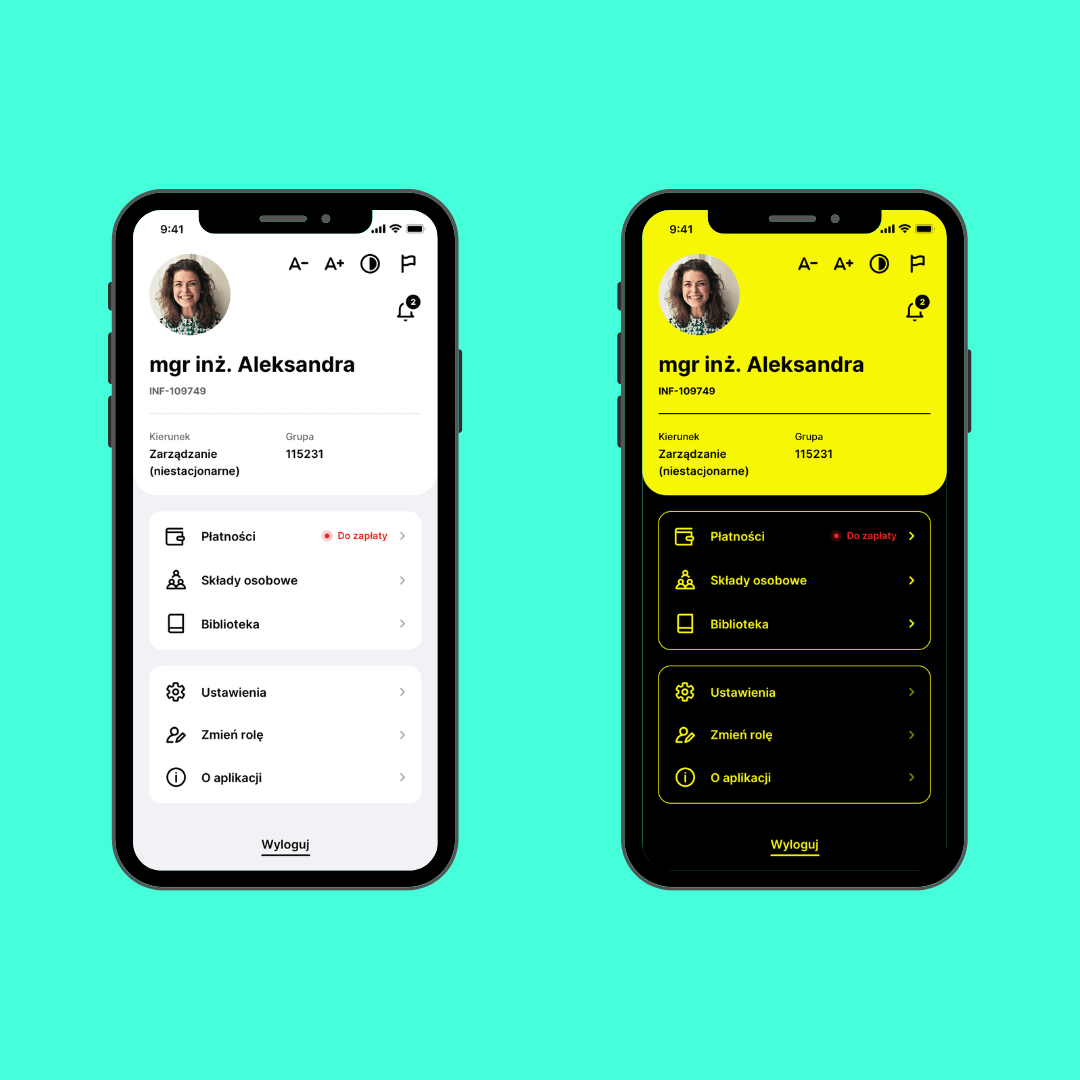 9:41
A-
A+
2
mgr inż. Aleksandra
INF-109749
Kierunek
Grupa
Zarządzanie
(niestacjonarne)
115231
Płatności
Do zapłaty
Składy osobowe
Biblioteka
Ustawienia
Zmień rolę
O aplikacji
Wyloguj
9:41
A-
A+
2
mgr inż. Aleksandra
INF-109749
Kierunek
Grupa
Zarządzanie
(niestacjonarne)
115231
Płatności
Do zapłaty
Składy osobowe
Biblioteka
Ustawienia
Zmień rolę
O aplikacji
Wyloguj